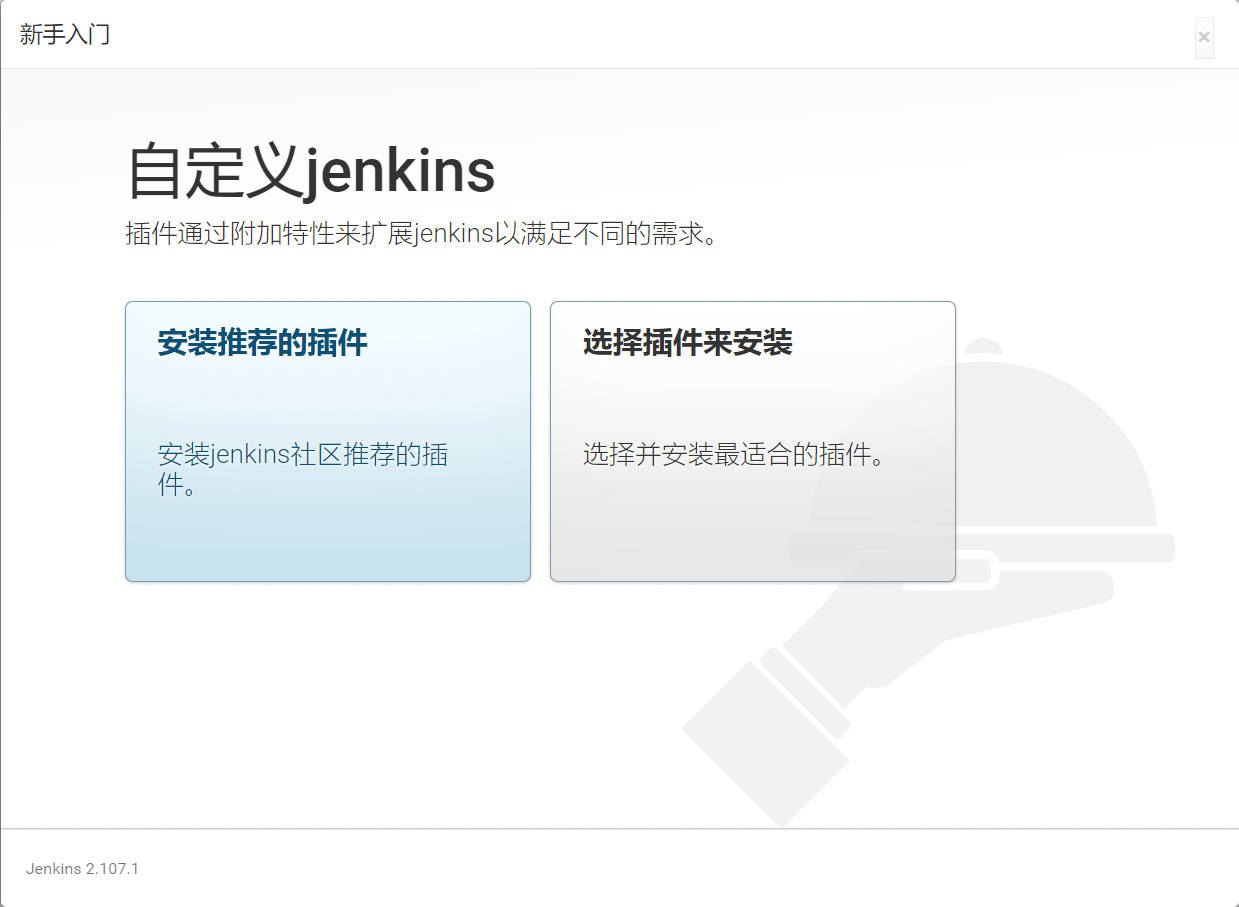 新手入门
×
自定义jenkins
插件通过附加特性来扩展jenkins以满足不同的需求。
安装推荐的插件
安装jenkins社区推荐的插
件。
选择插件来安装
选择并安装最适合的插件。
Jenkins 2.107.1